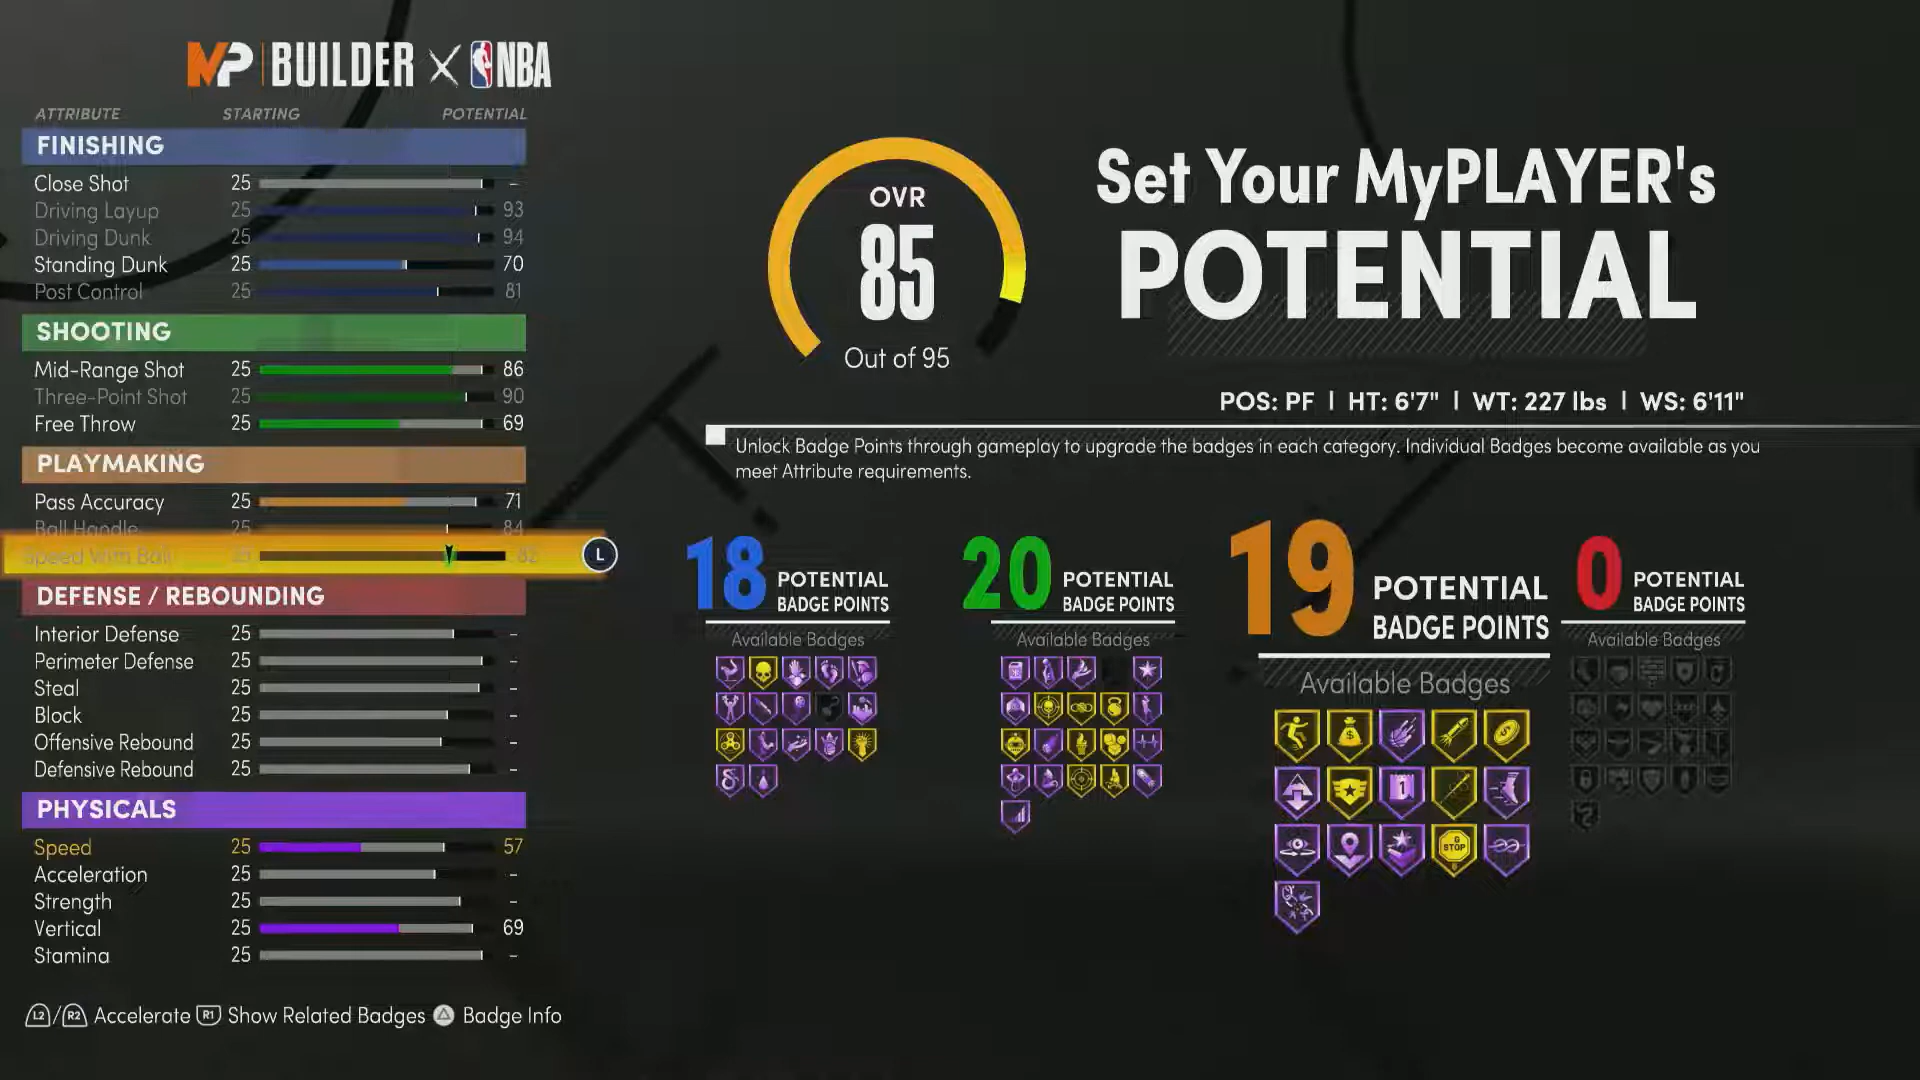 MP | BUILDER X NBA
ATTRIBUTE STARTING POTENTIAL
FINISHING
Close Shot 25 -
Driving Layup 25 93
Driving Dunk 25 94
Standing Dunk 25 70
Post Control 25 81
SHOOTING
Mid-Range Shot 25 86
Three-Point Shot 25 90
Free Throw 25 69
PLAYMAKING
Pass Accuracy 25 71
Ball Handle 25 84
Speed With Ball 25 82
L
DEFENSE / REBOUNDING
Interior Defense 25 -
Perimeter Defense 25 -
Steal 25 -
Block 25 -
Offensive Rebound 25 -
Defensive Rebound 25 -
PHYSICALS
Speed 25 57
Acceleration 25 -
Strength 25 -
Vertical 25 69
Stamina 25 -
L2/R2 Accelerate R1 Show Related Badges Badge Info
OVR
85
Out of 95
Set Your MyPLAYER's
POTENTIAL
POS: PF | HT: 6'7" | WT: 227 lbs | WS: 6'11"
Unlock Badge Points through gameplay to upgrade the badges in each category. Individual Badges become available as you
meet Attribute requirements.
18 POTENTIAL
BADGE POINTS
Available Badges
20 POTENTIAL
BADGE POINTS
Available Badges
19 POTENTIAL
BADGE POINTS
Available Badges
1
STOP
0 POTENTIAL
BADGE POINTS
Available Badges